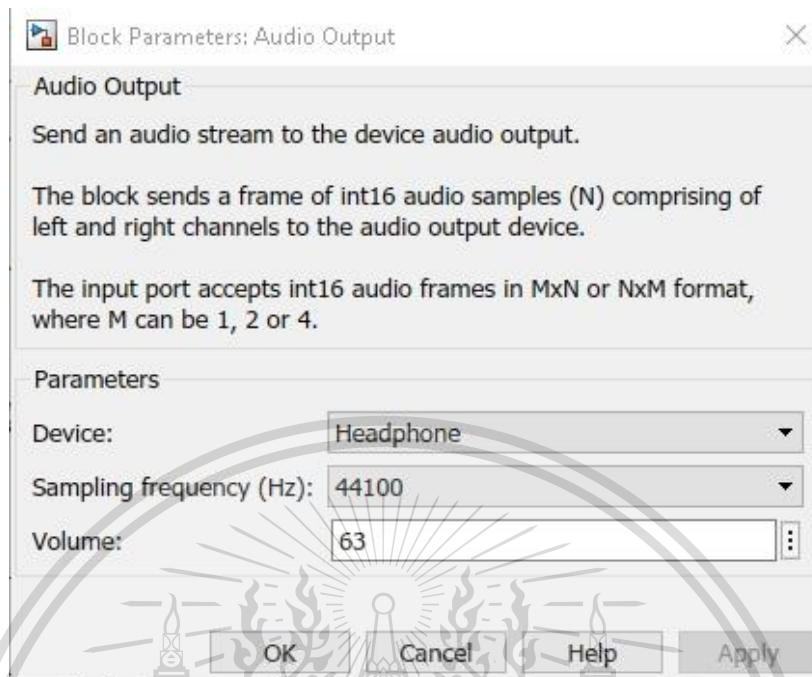 Block Parameters: Audio Output
Audio Output
Send an audio stream to the device audio output.
The block sends a frame of int16 audio samples (N) comprising of
left and right channels to the audio output device.
The input port accepts int16 audio frames in MxN or NxM format,
where M can be 1, 2 or 4.
Parameters
Device: Headphone
Sampling frequency (Hz): 44100
Volume: 63
OK Cancel Help Apply